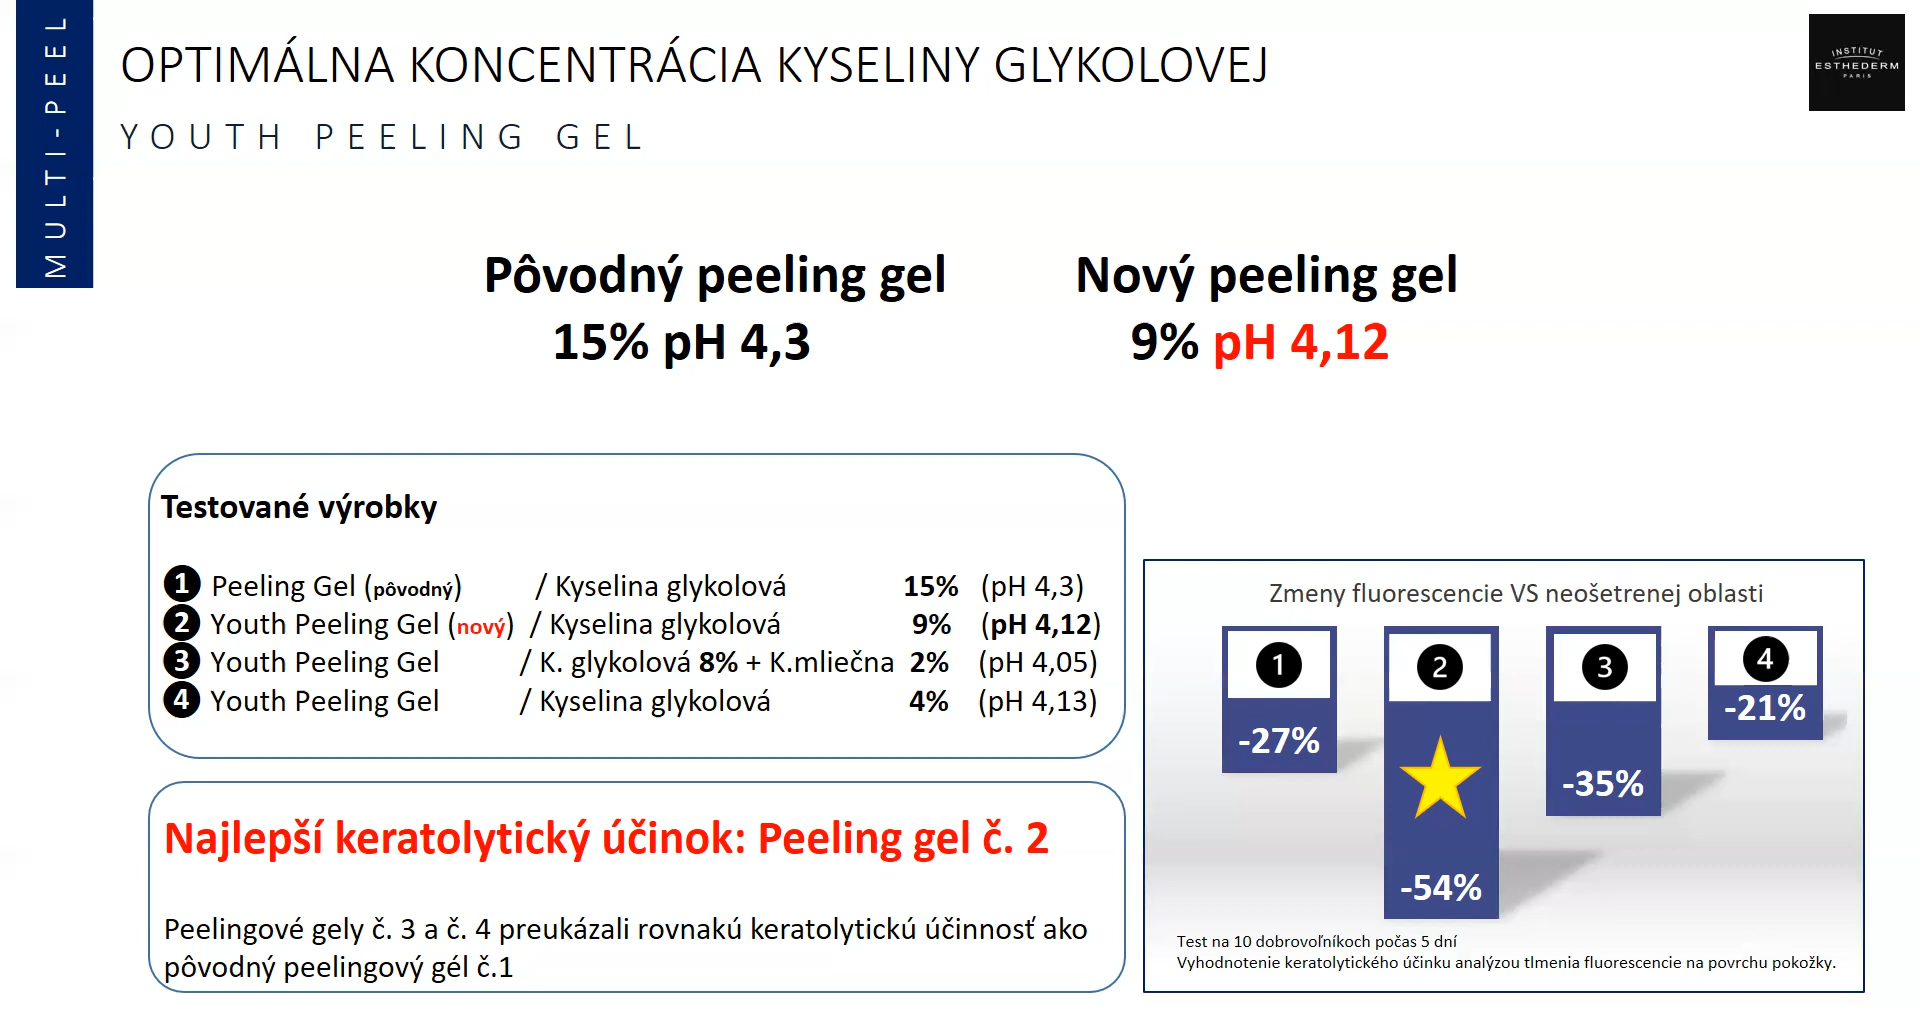 MULTI-PEEL
OPTIMÁLNA KONCENTRÁCIA KYSELINY GLYKOLOVEJ
YOUTH PEELING GEL
INSTITUT
ESTHEDERM
PARIS
Pôvodný peeling gel
15% pH 4,3
Nový peeling gel
9% pH 4,12
Testované výrobky
1 Peeling Gel (pôvodný) / Kyselina glykolová 15% (pH 4,3)
2 Youth Peeling Gel (nový) / Kyselina glykolová 9% (pH 4,12)
3 Youth Peeling Gel / K. glykolová 8% + K.mliečna 2% (pH 4,05)
4 Youth Peeling Gel / Kyselina glykolová 4% (pH 4,13)
Najlepší keratolytický účinok: Peeling gel č. 2
Peelingové gely č. 3 a č. 4 preukázali rovnakú keratolytickú účinnosť ako
pôvodný peelingový gél č.1
Zmeny fluorescencie VS neošetrenej oblasti
1 2 3 4
-27%
-54%
-35%
-21%
Test na 10 dobrovoľníkoch počas 5 dní
Vyhodnotenie keratolytického účinku analýzou tlmenia fluorescencie na povrchu pokožky.